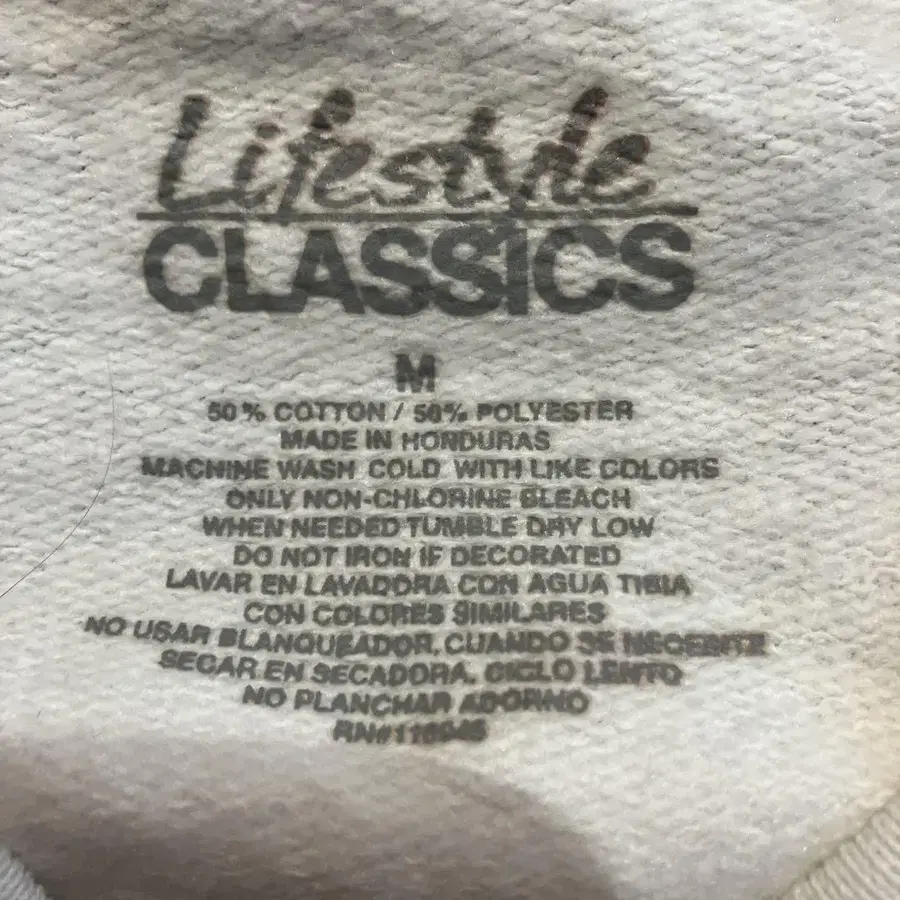 Lifestyle
CLASSICS
M
50% COTTON / 50% POLYESTER
MADE IN HONDURAS
MACHINE WASH COLD WITH LIKE COLORS
ONLY NON-CHLORINE BLEACH
WHEN NEEDED TUMBLE DRY LOW
DO NOT IRON IF DECORATED
LAVAR EN LAVADORA CON AGUA TIBIA
CON COLORES SIMILARES
NO USAR BLANQUEADOR, CUANDO SE NECESITE
SECAR EN SECADORA. CICLO LENTO
NO PLANCHAR ADORNO